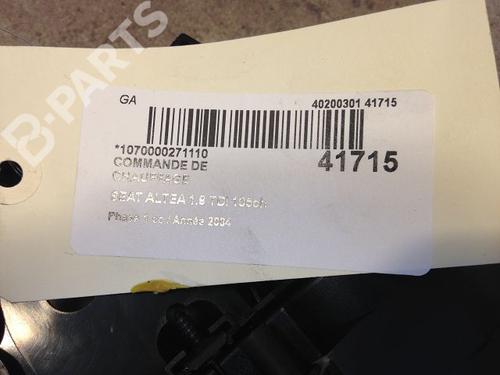 B-PARTS
GA
40200301 41715
*1070000271110
41715
COMMANDE DE
CHAUFFAGE
SEAT ALTEA 1.9 TDI 105ch
Phase 1 / Année 2004